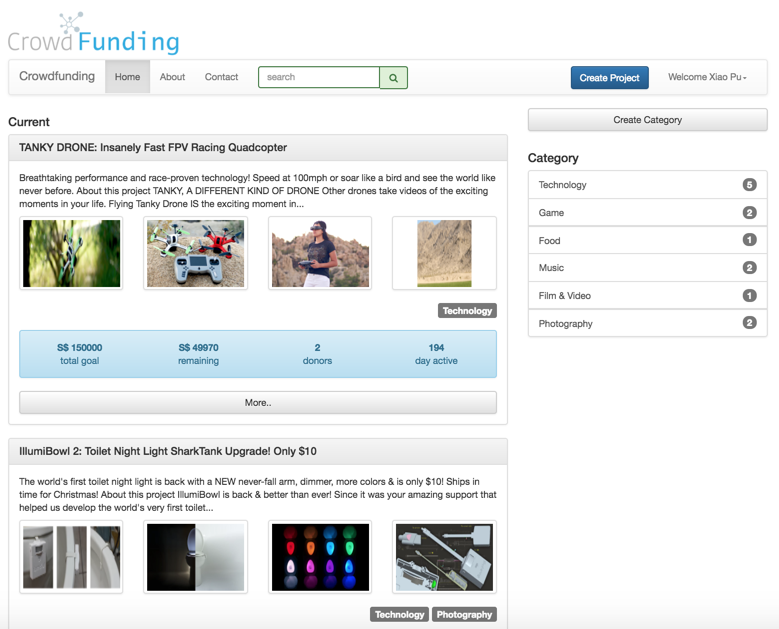 Crowd Funding
Crowdfunding Home About Contact search Create Project Welcome Xiao Pu
Current
TANKY DRONE: Insanely Fast FPV Racing Quadcopter
Breathtaking performance and race-proven technology! Speed at 100mph or soar like a bird and see the world like
never before. About this project TANKY, A DIFFERENT KIND OF DRONE Other drones take videos of the exciting
moments in your life. Flying Tanky Drone IS the exciting moment in...
Technology
S$ 150000 S$ 49970 2 194
total goal remaining donors day active
More..
IllumiBowl 2: Toilet Night Light SharkTank Upgrade! Only $10
The world's first toilet night light is back with a NEW never-fall arm, dimmer, more colors & is only $10! Ships in
time for Christmas! About this project IllumiBowl is back & better than ever! Since it was your amazing support that
helped us develop the world's very first toilet...
Technology Photography
Create Category
Category
Technology 5
Game 2
Food 1
Music 2
Film & Video 1
Photography 2